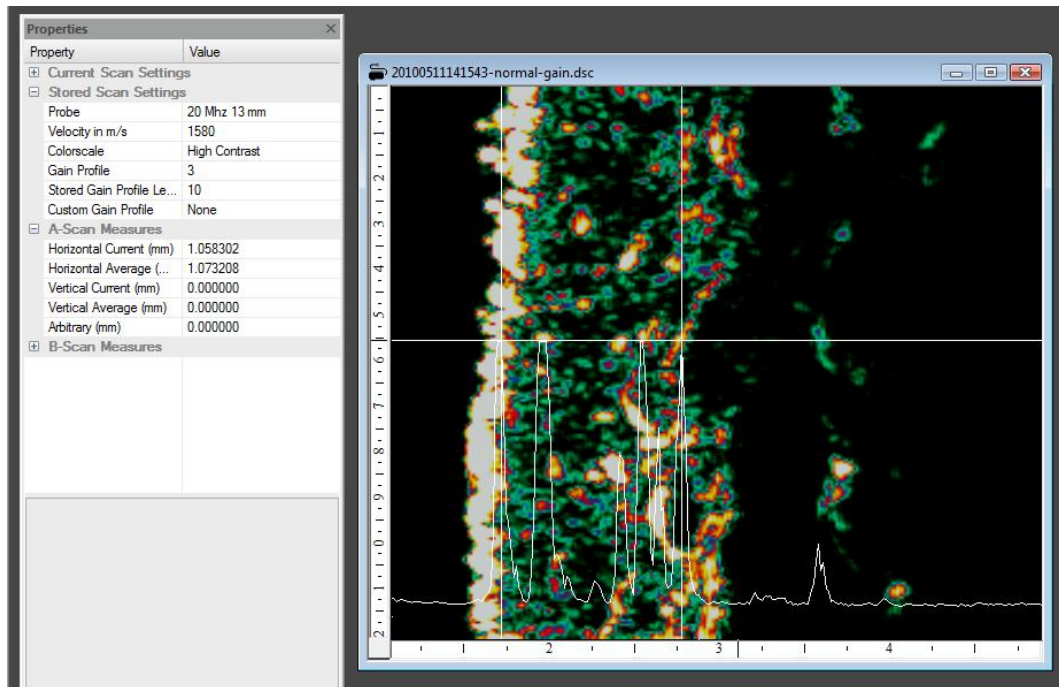 Properties
Property Value
Current Scan Settings
Stored Scan Settings
Probe 20 Mhz 13 mm
Velocity in m/s 1580
Colorscale High Contrast
Gain Profile 3
Stored Gain Profile Le... 10
Custom Gain Profile None
A-Scan Measures
Horizontal Current (mm) 1.058302
Horizontal Average (... 1.073208
Vertical Current (mm) 0.000000
Vertical Average (mm) 0.000000
Arbitrary (mm) 0.000000
B-Scan Measures
20100511141543-normal-gain.dsc
1
2
3
4
5
6
7
8
9
0
1
2
2 3 4